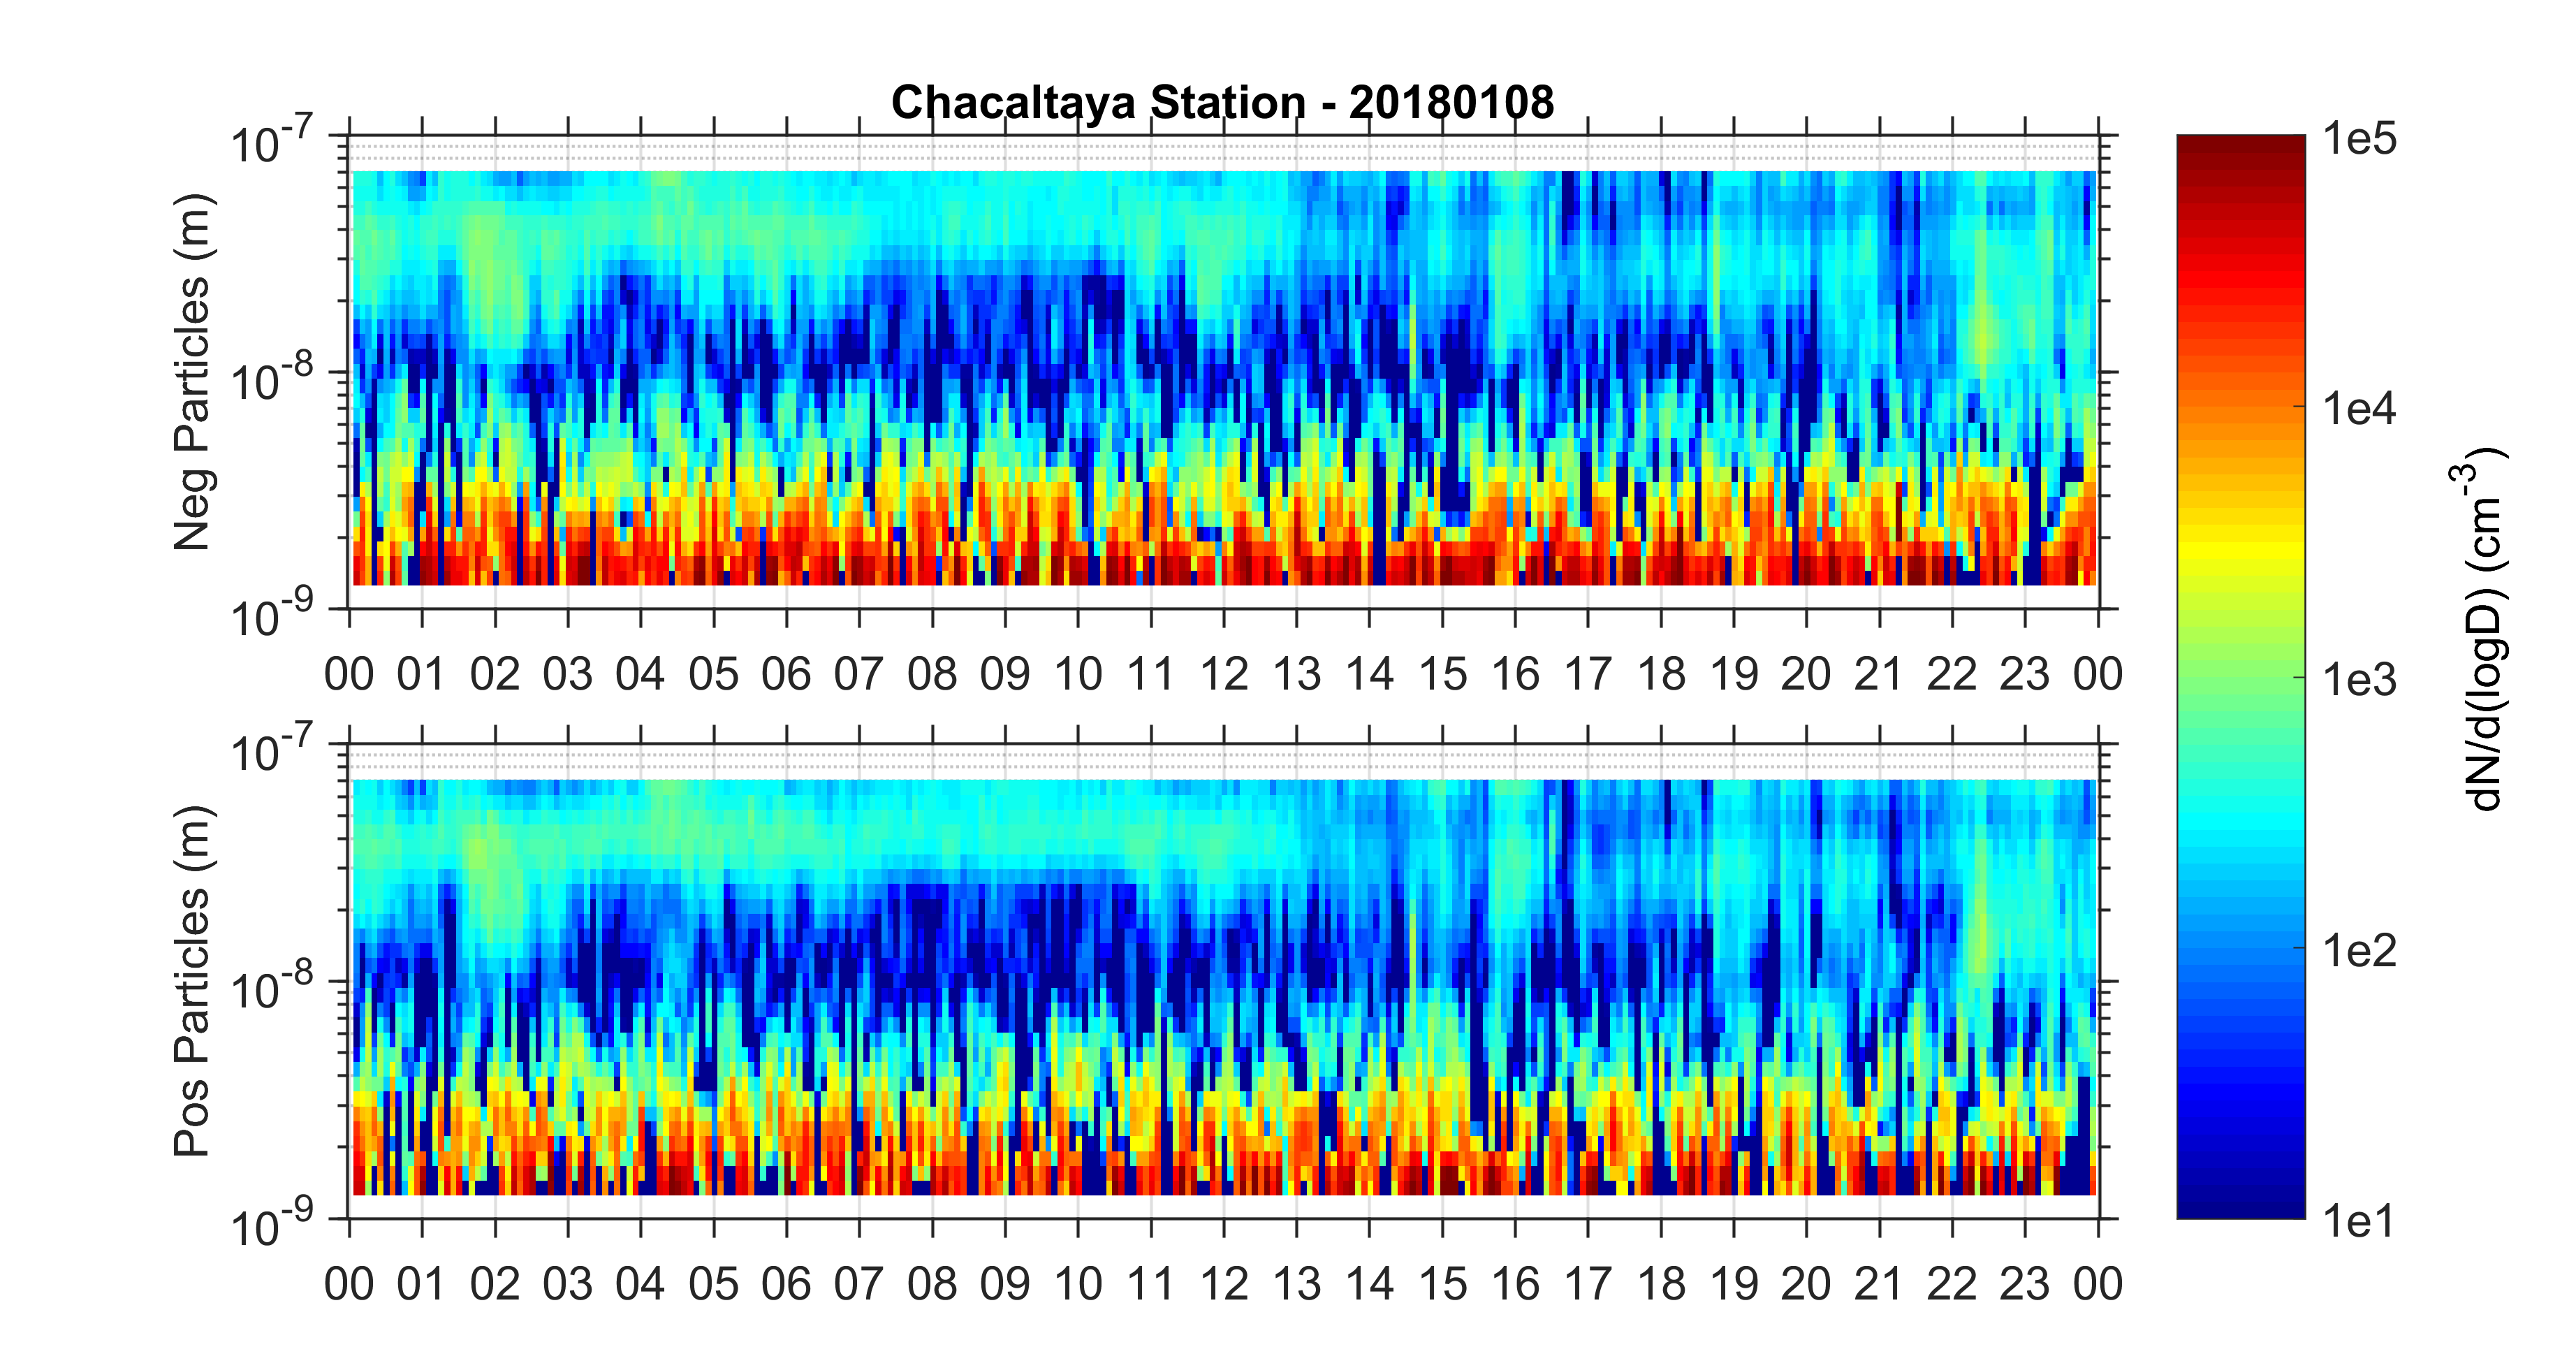 Chacaltaya Station - 20180108
Neg Particles (m)
10-7
10-8
10-9
00 01 02 03 04 05 06 07 08 09 10 11 12 13 14 15 16 17 18 19 20 21 22 23 00
Pos Particles (m)
10-7
10-8
10-9
00 01 02 03 04 05 06 07 08 09 10 11 12 13 14 15 16 17 18 19 20 21 22 23 00
1e5
1e4
1e3
1e2
1e1
dN/d(logD) (cm-3)